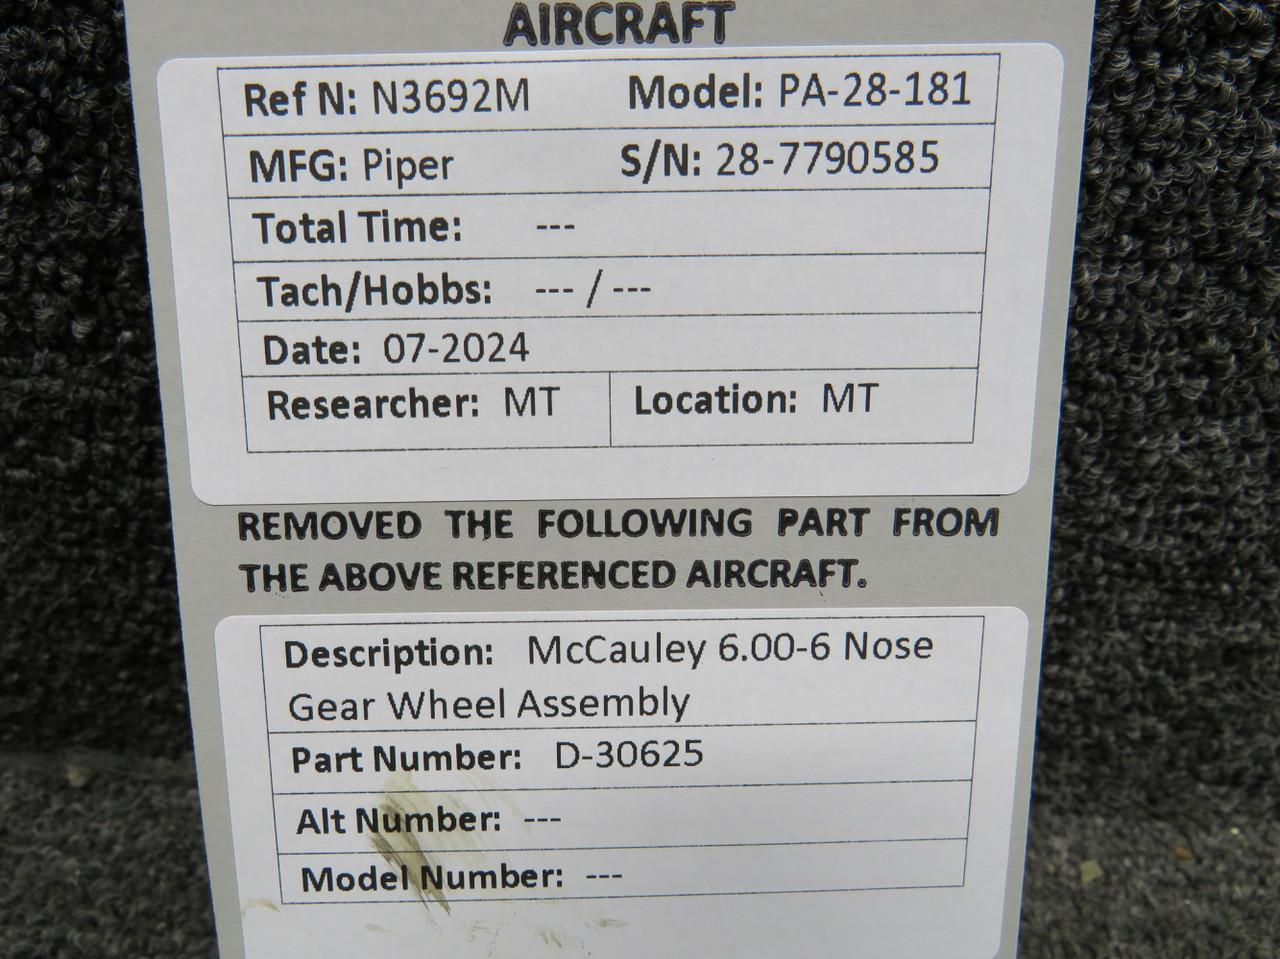 AIRCRAFT
Ref N: N3692M Model: PA-28-181
MFG: Piper S/N: 28-7790585
Total Time: ---
Tach/Hobbs: --- / ---
Date: 07-2024
Researcher: MT Location: MT
REMOVED THE FOLLOWING PART FROM
THE ABOVE REFERENCED AIRCRAFT.
Description: McCauley 6.00-6 Nose
Gear Wheel Assembly
Part Number: D-30625
Alt Number: ---
Model Number: ---